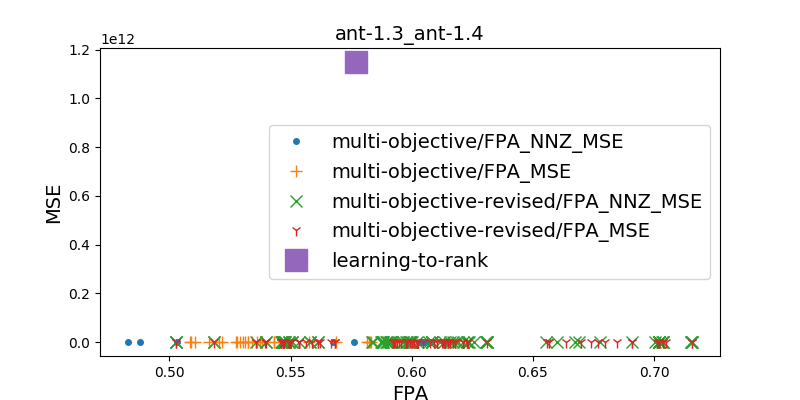 ant-1.3_ant-1.4
1e12
1.2
1.0
0.8
0.6
0.4
0.2
0.0
MSE
multi-objective/FPA_NNZ_MSE
multi-objective/FPA_MSE
multi-objective-revised/FPA_NNZ_MSE
multi-objective-revised/FPA_MSE
learning-to-rank
0.50 0.55 0.60 0.65 0.70
FPA